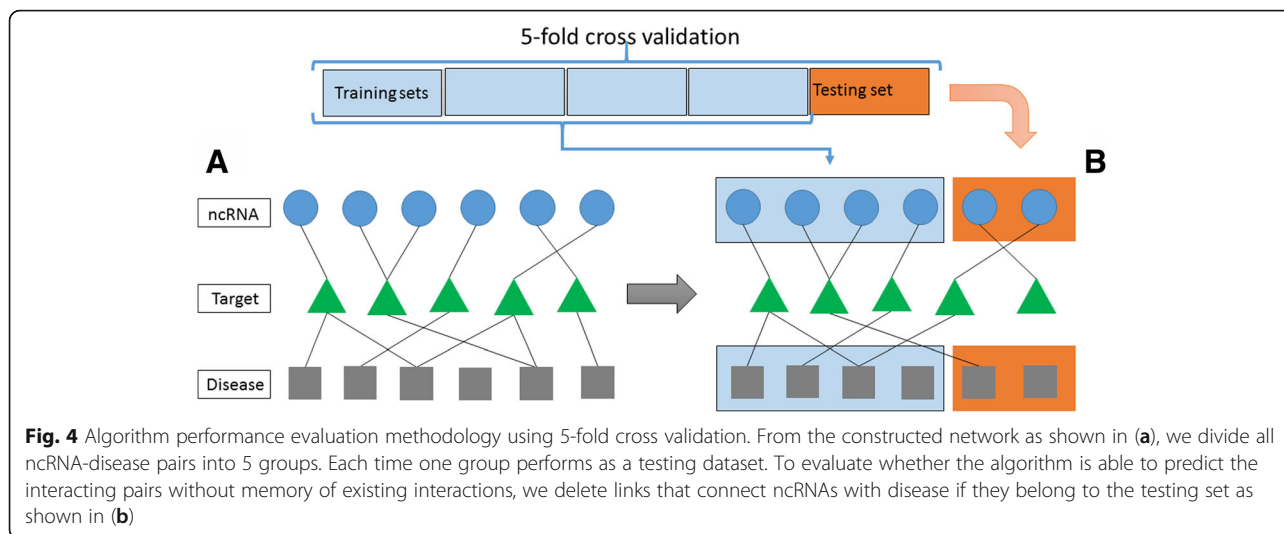 5-fold cross validation
Training sets
Testing set
A
B
ncRNA
Target
Disease
Fig. 4 Algorithm performance evaluation methodology using 5-fold cross validation. From the constructed network as shown in (a), we divide all
ncRNA-disease pairs into 5 groups. Each time one group performs as a testing dataset. To evaluate whether the algorithm is able to predict the
interacting pairs without memory of existing interactions, we delete links that connect ncRNAs with disease if they belong to the testing set as
shown in (b)